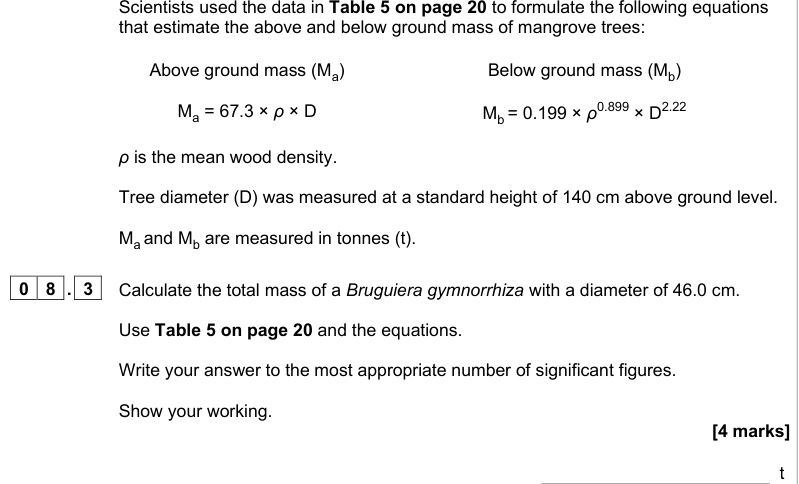 Scientists used the data in Table 5 on page 20 to formulate the following equations
that estimate the above and below ground mass of mangrove trees:
Above ground mass (Mₐ) Below ground mass (M_b)
Mₐ = 67.3 × ρ × D M_b = 0.199 × ρ^0.899 × D^2.22
ρ is the mean wood density.
Tree diameter (D) was measured at a standard height of 140 cm above ground level.
Mₐ and M_b are measured in tonnes (t).
0 8 . 3 Calculate the total mass of a Bruguiera gymnorrhiza with a diameter of 46.0 cm.
Use Table 5 on page 20 and the equations.
Write your answer to the most appropriate number of significant figures.
Show your working.
[4 marks]
t